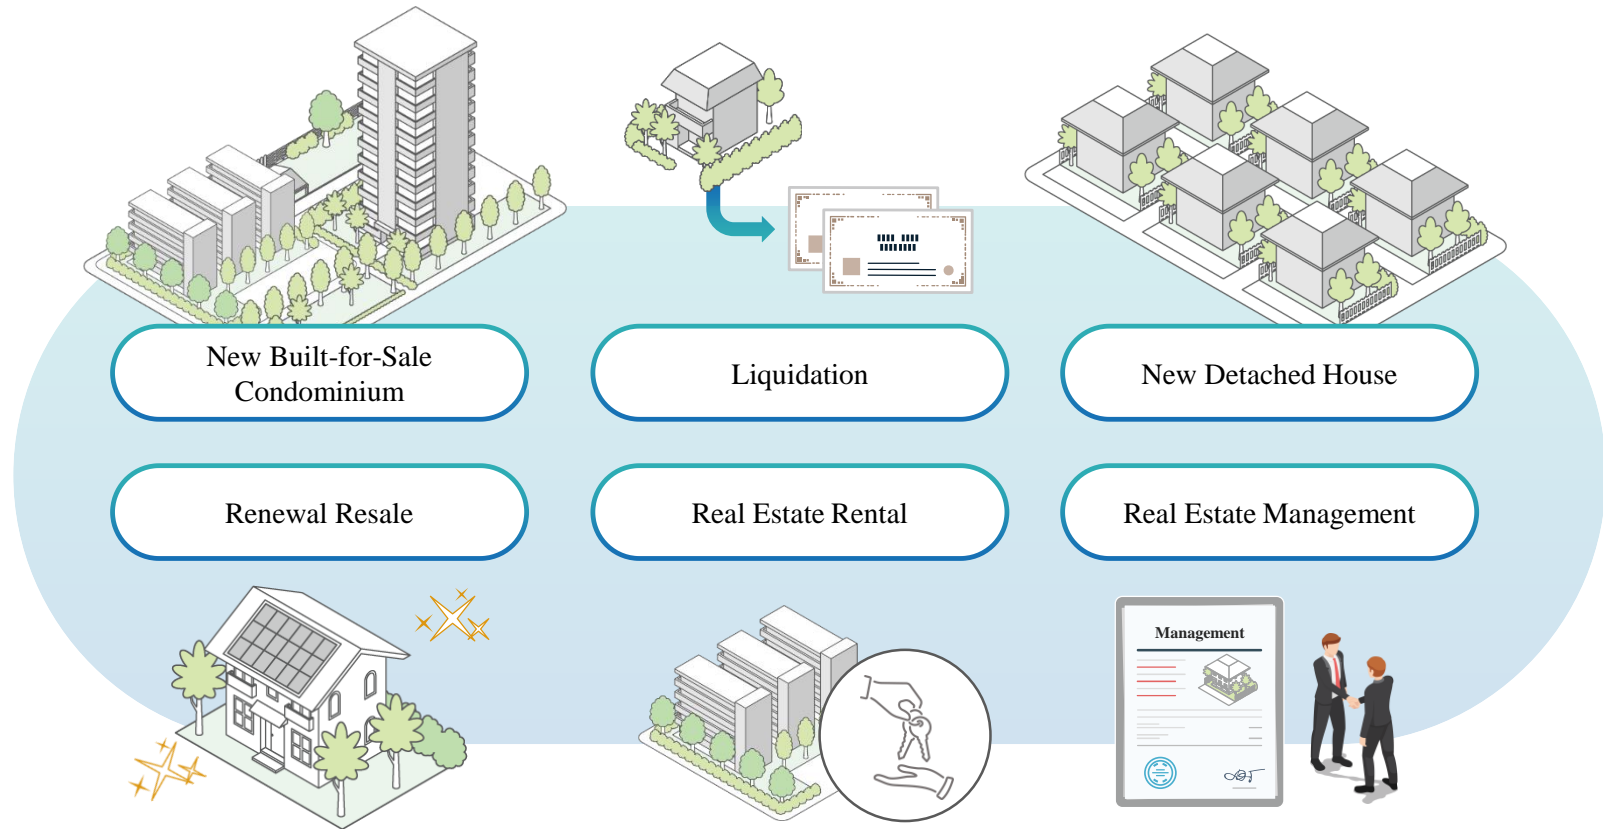 New Built-for-Sale
Condominium
Liquidation
New Detached House
Renewal Resale
Real Estate Rental
Real Estate Management
Management